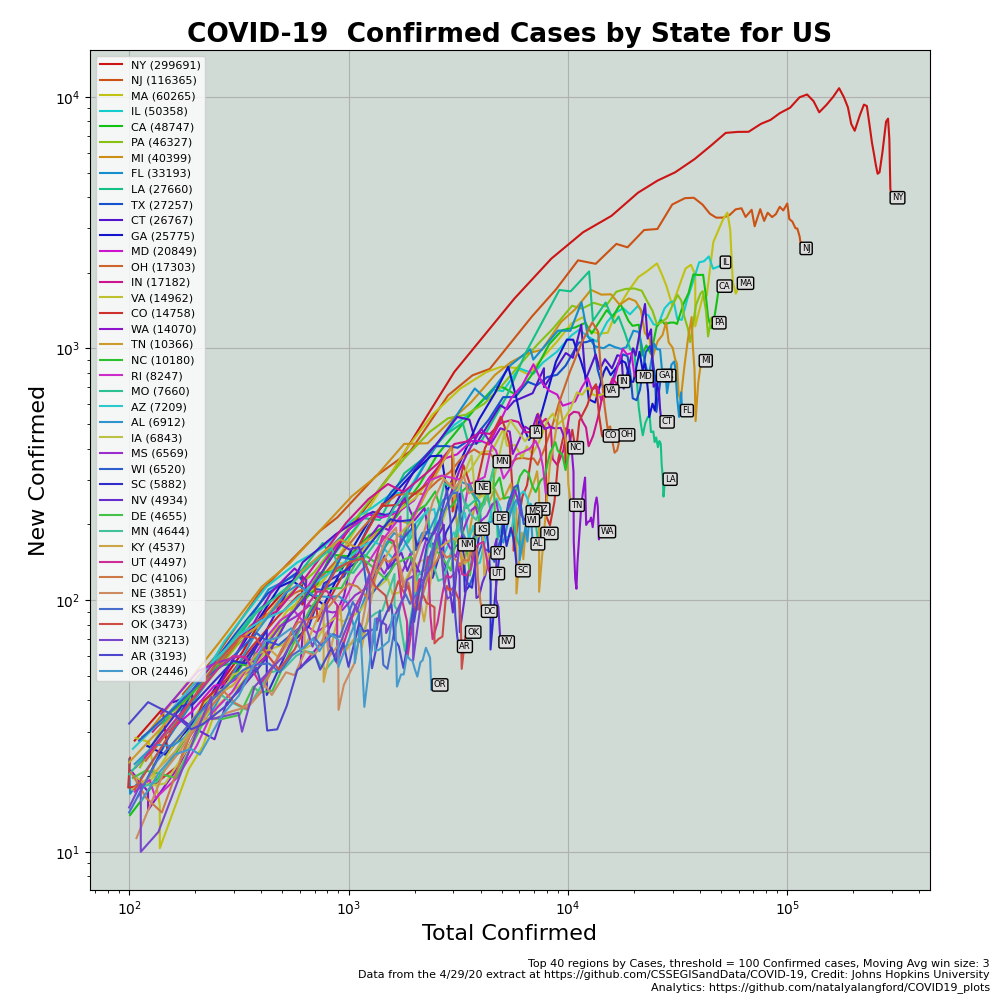 COVID-19  Confirmed Cases by State for US
NY (299691)
NJ (116365)
MA (60265)
IL (50358)
CA (48747)
PA (46327)
MI (40399)
FL (33193)
LA (27660)
TX (27257)
CT (26767)
GA (25775)
MD (20849)
OH (17303)
IN (17182)
VA (14962)
CO (14758)
WA (14070)
TN (10366)
NC (10180)
RI (8247)
MO (7660)
AZ (7209)
AL (6912)
IA (6843)
MS (6569)
WI (6520)
SC (5882)
NV (4934)
DE (4655)
MN (4644)
KY (4537)
UT (4497)
DC (4106)
NE (3851)
KS (3839)
OK (3473)
NM (3213)
AR (3193)
OR (2446)
NY
NJ
IL
CA
MA
PA
MI
MD
GA
IN
VA
FL
CT
IA
CO
OH
NC
MN
LA
NE
RI
TN
DE
MS
WI
KS
MO
WA
NM
AL
KY
UT
SC
DC
OK
NV
AR
OR
10⁴
10³
10²
10¹
New Confirmed
10²
10³
10⁴
10⁵
Total Confirmed
Top 40 regions by Cases, threshold = 100 Confirmed cases, Moving Avg win size: 3
Data from the 4/29/20 extract at https://github.com/CSSEGISandData/COVID-19, Credit: Johns Hopkins University
Analytics: https://github.com/natalyalangford/COVID19_plots